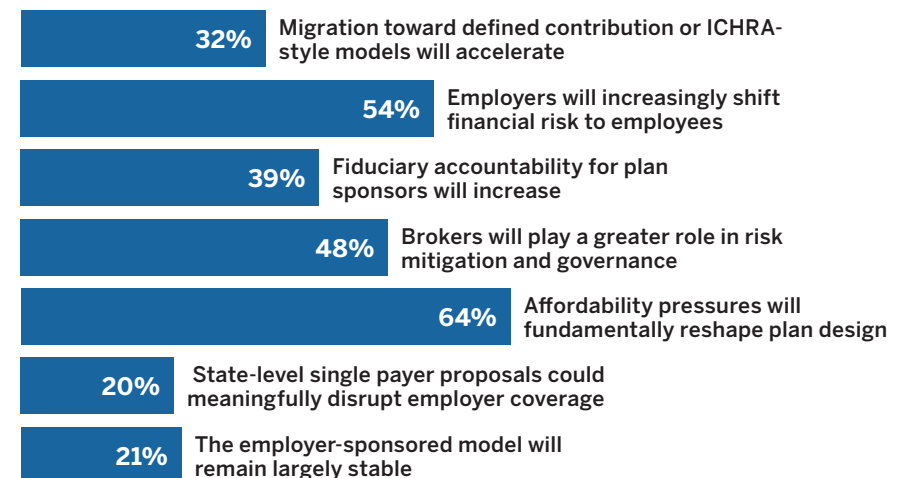 32%
Migration toward defined contribution or ICHRA-
style models will accelerate
54%
Employers will increasingly shift
financial risk to employees
39%
Fiduciary accountability for plan
sponsors will increase
48%
Brokers will play a greater role in risk
mitigation and governance
64%
Affordability pressures will
fundamentally reshape plan design
20%
State-level single payer proposals could
meaningfully disrupt employer coverage
21%
The employer-sponsored model will
remain largely stable